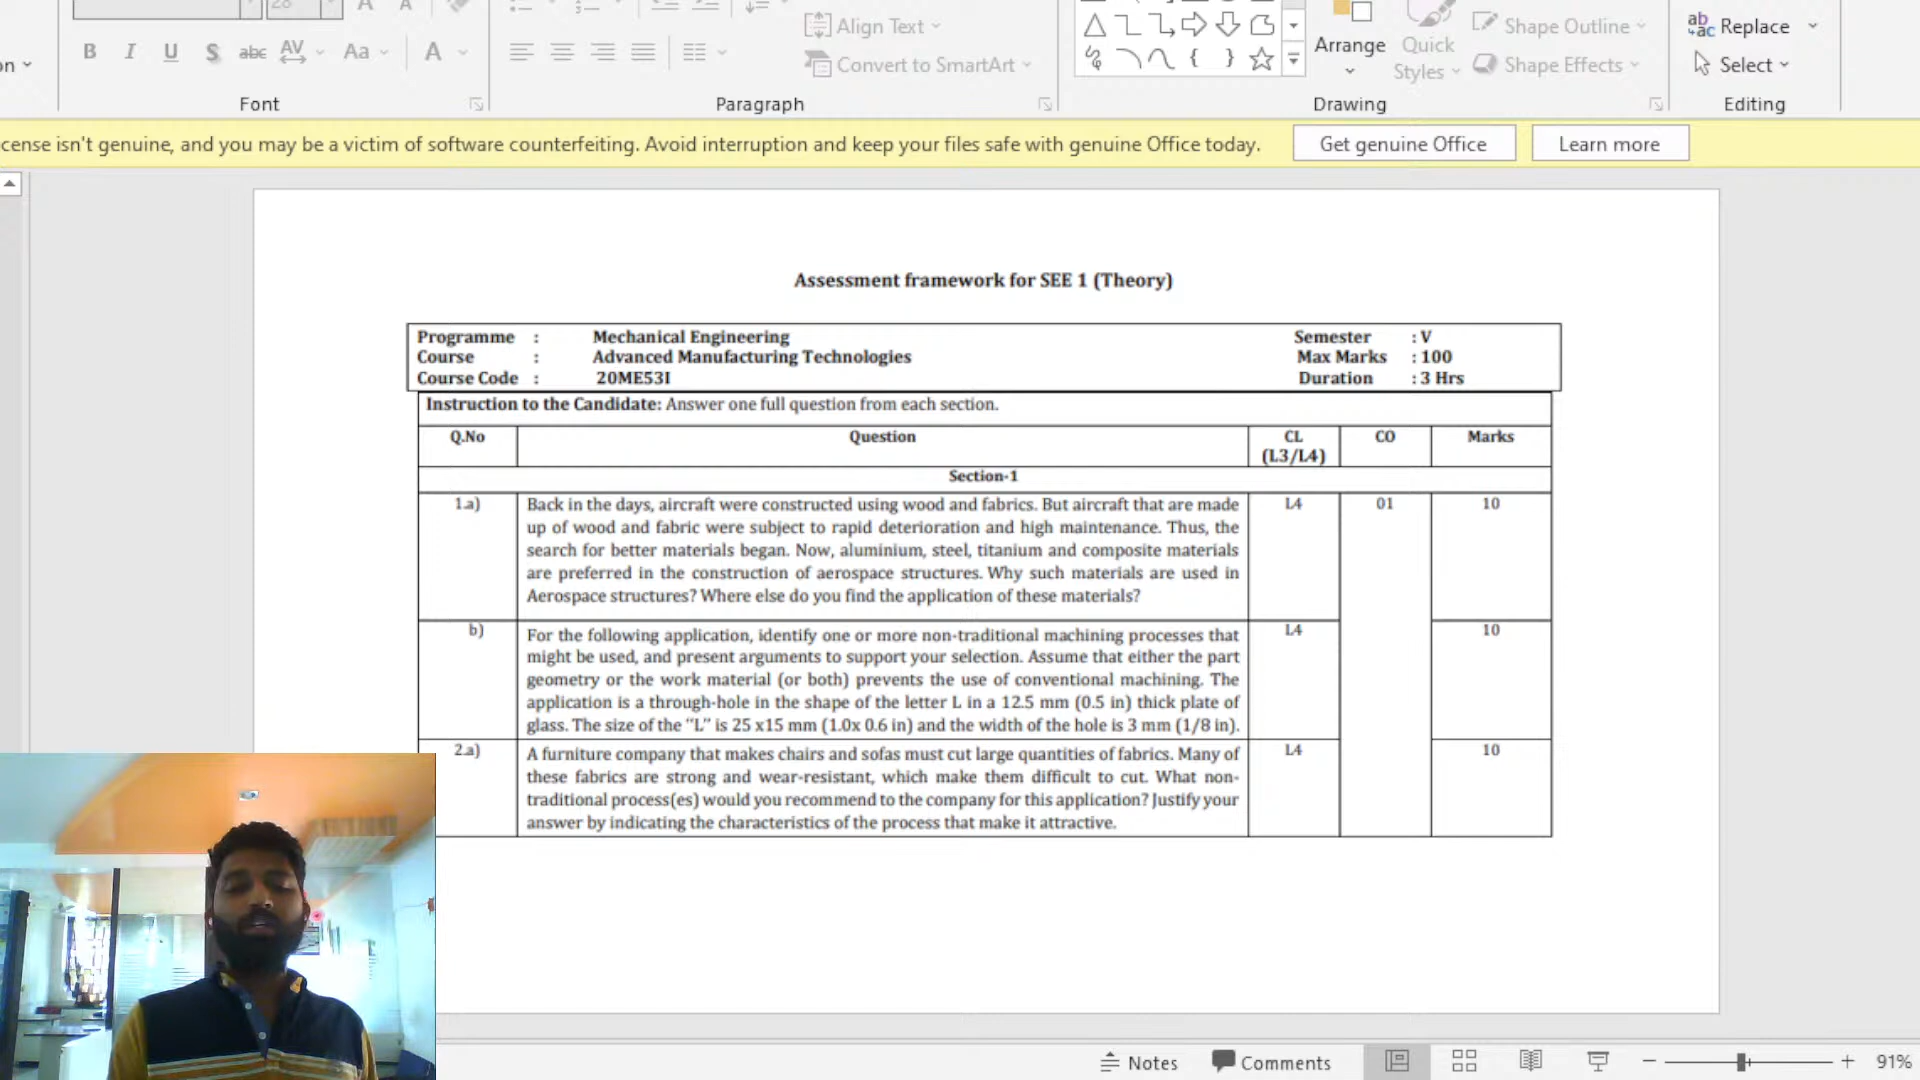 B I U S abc AV Aa A
Align Text
Convert to SmartArt
Arrange
Quick
Styles
Shape Outline
Shape Effects
Replace
Select
Font
Paragraph
Drawing
Editing
cense isn't genuine, and you may be a victim of software counterfeiting. Avoid interruption and keep your files safe with genuine Office today.
Get genuine Office
Learn more
Assessment framework for SEE 1 (Theory)
Programme : Mechanical Engineering Semester : V
Course : Advanced Manufacturing Technologies Max Marks : 100
Course Code : 20ME53I Duration : 3 Hrs
Instruction to the Candidate: Answer one full question from each section.
Q.No Question CL CO Marks
(L3/L4)
Section-1
1.a) Back in the days, aircraft were constructed using wood and fabrics. But aircraft that are made L4 01 10
up of wood and fabric were subject to rapid deterioration and high maintenance. Thus, the
search for better materials began. Now, aluminium, steel, titanium and composite materials
are preferred in the construction of aerospace structures. Why such materials are used in
Aerospace structures? Where else do you find the application of these materials?
b) For the following application, identify one or more non-traditional machining processes that L4 10
might be used, and present arguments to support your selection. Assume that either the part
geometry or the work material (or both) prevents the use of conventional machining. The
application is a through-hole in the shape of the letter L in a 12.5 mm (0.5 in) thick plate of
glass. The size of the "L" is 25 x15 mm (1.0x 0.6 in) and the width of the hole is 3 mm (1/8 in).
2.a) A furniture company that makes chairs and sofas must cut large quantities of fabrics. Many of L4 10
these fabrics are strong and wear-resistant, which make them difficult to cut. What non-
traditional process(es) would you recommend to the company for this application? Justify your
answer by indicating the characteristics of the process that make it attractive.
Notes
Comments
91%